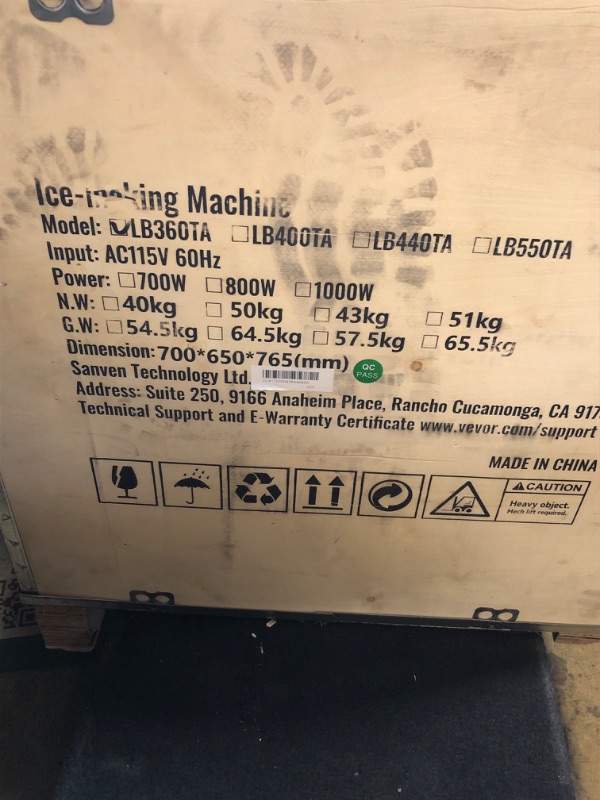 Ice-making Machine
Model: ☑LB360TA ☐LB400TA ☐LB440TA ☐LB550TA
Input: AC115V 60Hz
Power: ☐700W ☐800W ☐1000W
N.W: ☐40kg ☐50kg ☐43kg ☐51kg
G.W: ☐54.5kg ☐64.5kg ☐57.5kg ☐65.5kg
Dimension:700*650*765(mm)
QC PASS
Sanven Technology Ltd.
Address: Suite 250, 9166 Anaheim Place, Rancho Cucamonga, CA 917
Technical Support and E-Warranty Certificate www.vevor.com/support
MADE IN CHINA
CAUTION
Heavy object.
Mech lift required.